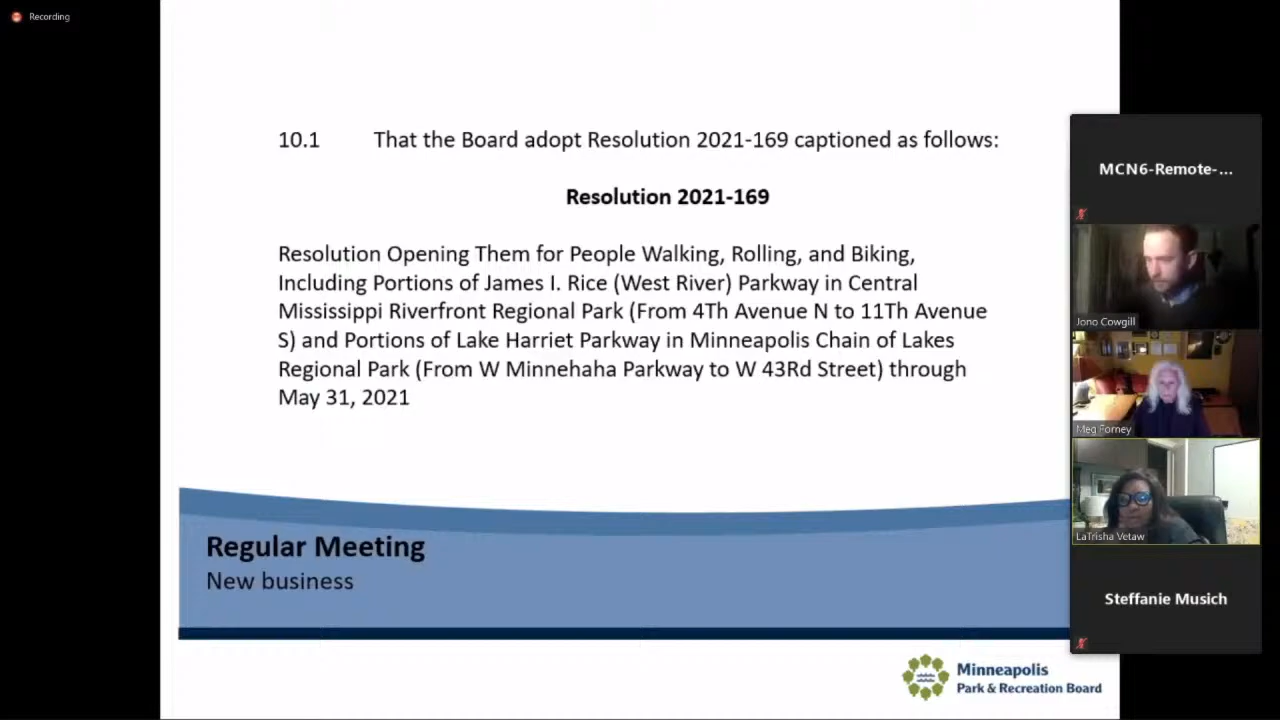 Recording
10.1 That the Board adopt Resolution 2021-169 captioned as follows:
Resolution 2021-169
Resolution Opening Them for People Walking, Rolling, and Biking,
Including Portions of James I. Rice (West River) Parkway in Central
Mississippi Riverfront Regional Park (From 4Th Avenue N to 11Th Avenue
S) and Portions of Lake Harriet Parkway in Minneapolis Chain of Lakes
Regional Park (From W Minnehaha Parkway to W 43Rd Street) through
May 31, 2021
Regular Meeting
New business
Minneapolis
Park & Recreation Board
MCN6-Remote-...
Jono Cowgill
Meg Forney
LaTrisha Vetaw
Steffanie Musich